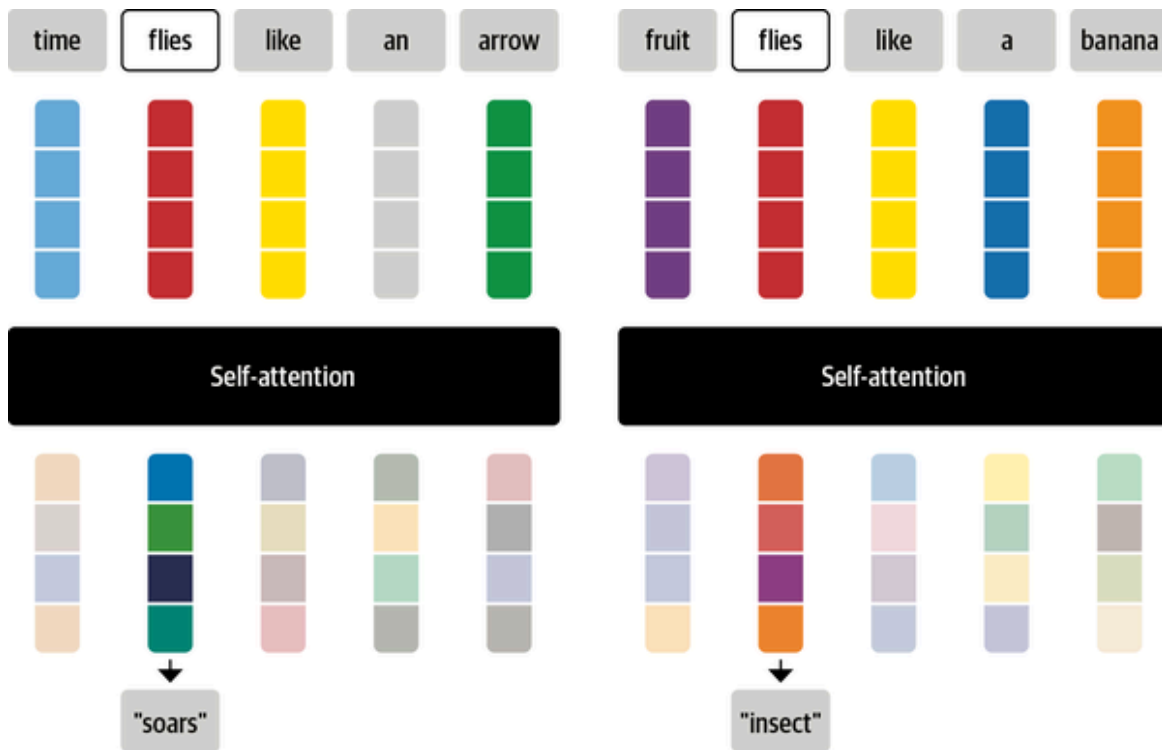 time flies like an arrow
fruit flies like a banana
Self-attention
Self-attention
"soars"
"insect"